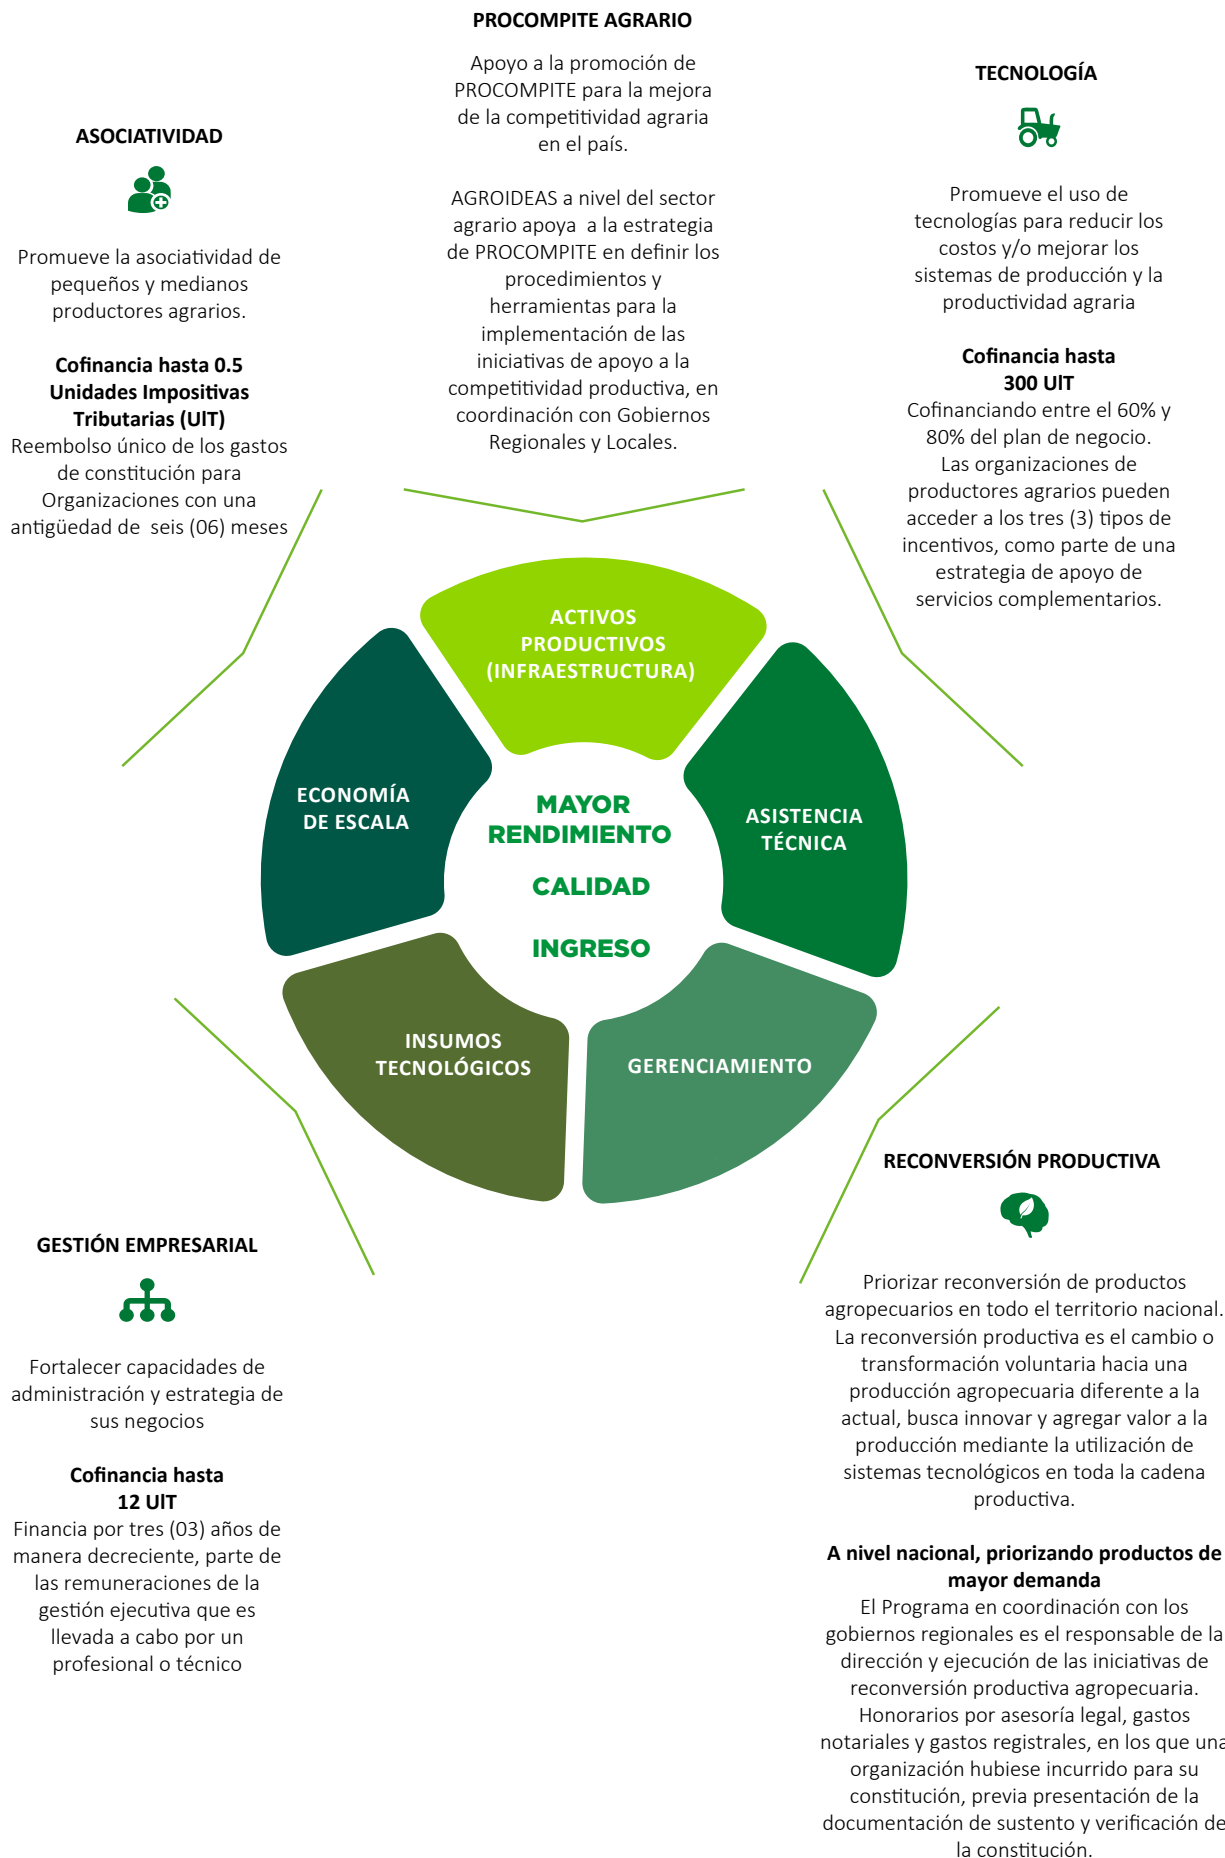 PROCOMPITE AGRARIO
Apoyo a la promoción de
PROCOMPITE para la mejora
de la competitividad agraria
en el país.
AGROIDEAS a nivel del sector
agrario apoya a la estrategia
de PROCOMPITE en definir los
procedimientos y
herramientas para la
implementación de las
iniciativas de apoyo a la
competitividad productiva, en
coordinación con Gobiernos
Regionales y Locales.
ASOCIATIVIDAD
Promueve la asociatividad de
pequeños y medianos
productores agrarios.
Cofinancia hasta 0.5
Unidades Impositivas
Tributarias (UIT)
Reembolso único de los gastos
de constitución para
Organizaciones con una
antigüedad de seis (06) meses
TECNOLOGÍA
Promueve el uso de
tecnologías para reducir los
costos y/o mejorar los
sistemas de producción y la
productividad agraria
Cofinancia hasta
300 UIT
Cofinanciando entre el 60% y
80% del plan de negocio.
Las organizaciones de
productores agrarios pueden
acceder a los tres (3) tipos de
incentivos, como parte de una
estrategia de apoyo de
servicios complementarios.
ACTIVOS
PRODUCTIVOS
(INFRAESTRUCTURA)
ECONOMÍA
DE ESCALA
MAYOR
RENDIMIENTO
CALIDAD
INGRESO
ASISTENCIA
TÉCNICA
INSUMOS
TECNOLÓGICOS
GERENCIAMIENTO
GESTIÓN EMPRESARIAL
Fortalecer capacidades de
administración y estrategia de
sus negocios
Cofinancia hasta
12 UIT
Financia por tres (03) años de
manera decreciente, parte de
las remuneraciones de la
gestión ejecutiva que es
llevada a cabo por un
profesional o técnico
RECONVERSIÓN PRODUCTIVA
Priorizar reconversión de productos
agropecuarios en todo el territorio nacional.
La reconversión productiva es el cambio o
transformación voluntaria hacia una
producción agropecuaria diferente a la
actual, busca innovar y agregar valor a la
producción mediante la utilización de
sistemas tecnológicos en toda la cadena
productiva.
A nivel nacional, priorizando productos de
mayor demanda
El Programa en coordinación con los
gobiernos regionales es el responsable de la
dirección y ejecución de las iniciativas de
reconversión productiva agropecuaria.
Honorarios por asesoría legal, gastos
notariales y gastos registrales, en los que una
organización hubiese incurrido para su
constitución, previa presentación de la
documentación de sustento y verificación de
la constitución.